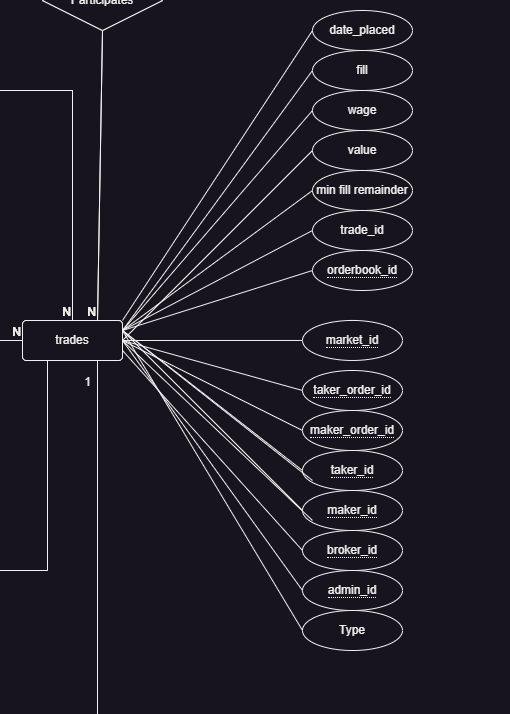 Participates
date_placed
fill
wage
value
min fill remainder
trade_id
orderbook_id
N
N
N
trades
market_id
1
taker_order_id
maker_order_id
taker_id
maker_id
broker_id
admin_id
Type